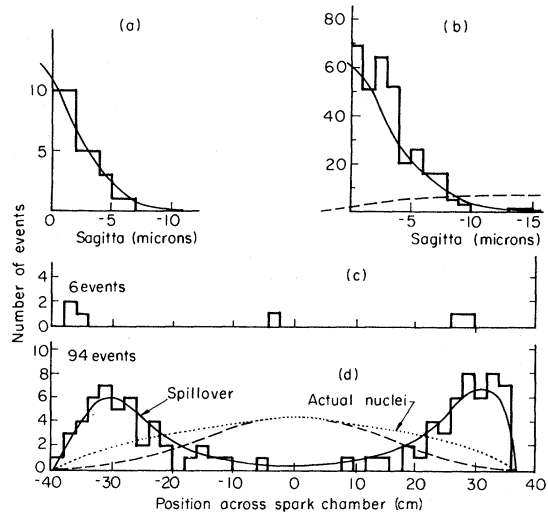 (a)
(b)
10
5
0 -5 -10
Sagitta (microns)
80
60
40
20
-5 -10 -15
Sagitta (microns)
Number of events
(c)
4
2
0
6 events
(d)
10
8
6
4
2
0
94 events
Spillover
Actual nuclei
-40 -30 -20 -10 0 10 20 30 40
Position across spark chamber (cm)